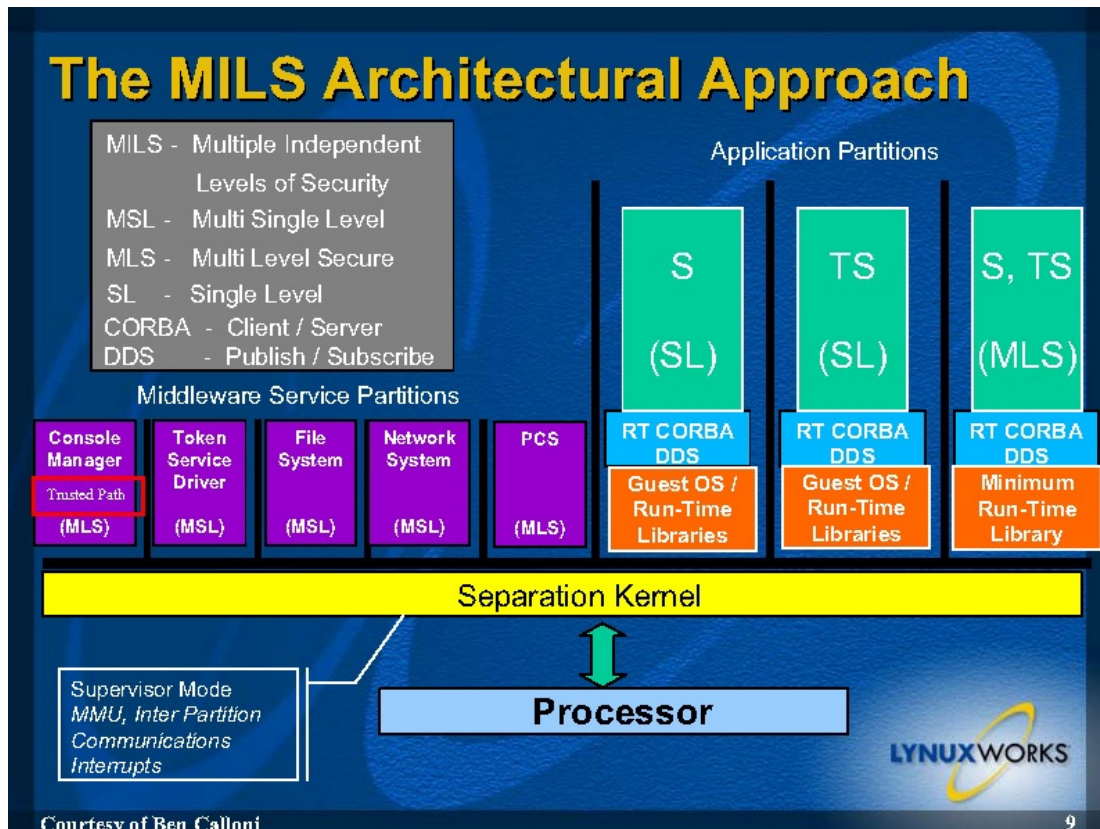 The MILS Architectural Approach
MILS - Multiple Independent
Levels of Security
MSL - Multi Single Level
MLS - Multi Level Secure
SL - Single Level
CORBA - Client / Server
DDS - Publish / Subscribe
Application Partitions
S
(SL)
TS
(SL)
S, TS
(MLS)
RT CORBA
DDS
Guest OS /
Run-Time
Libraries
RT CORBA
DDS
Guest OS /
Run-Time
Libraries
RT CORBA
DDS
Minimum
Run-Time
Library
Middleware Service Partitions
Console
Manager
Trusted Path
(MLS)
Token
Service
Driver
(MSL)
File
System
(MSL)
Network
System
(MSL)
PCS
(MLS)
Separation Kernel
Supervisor Mode
MMU, Inter Partition
Communications
Interrupts
Processor
LYNUXWORKS
Courtesy of Ben Calloni
9